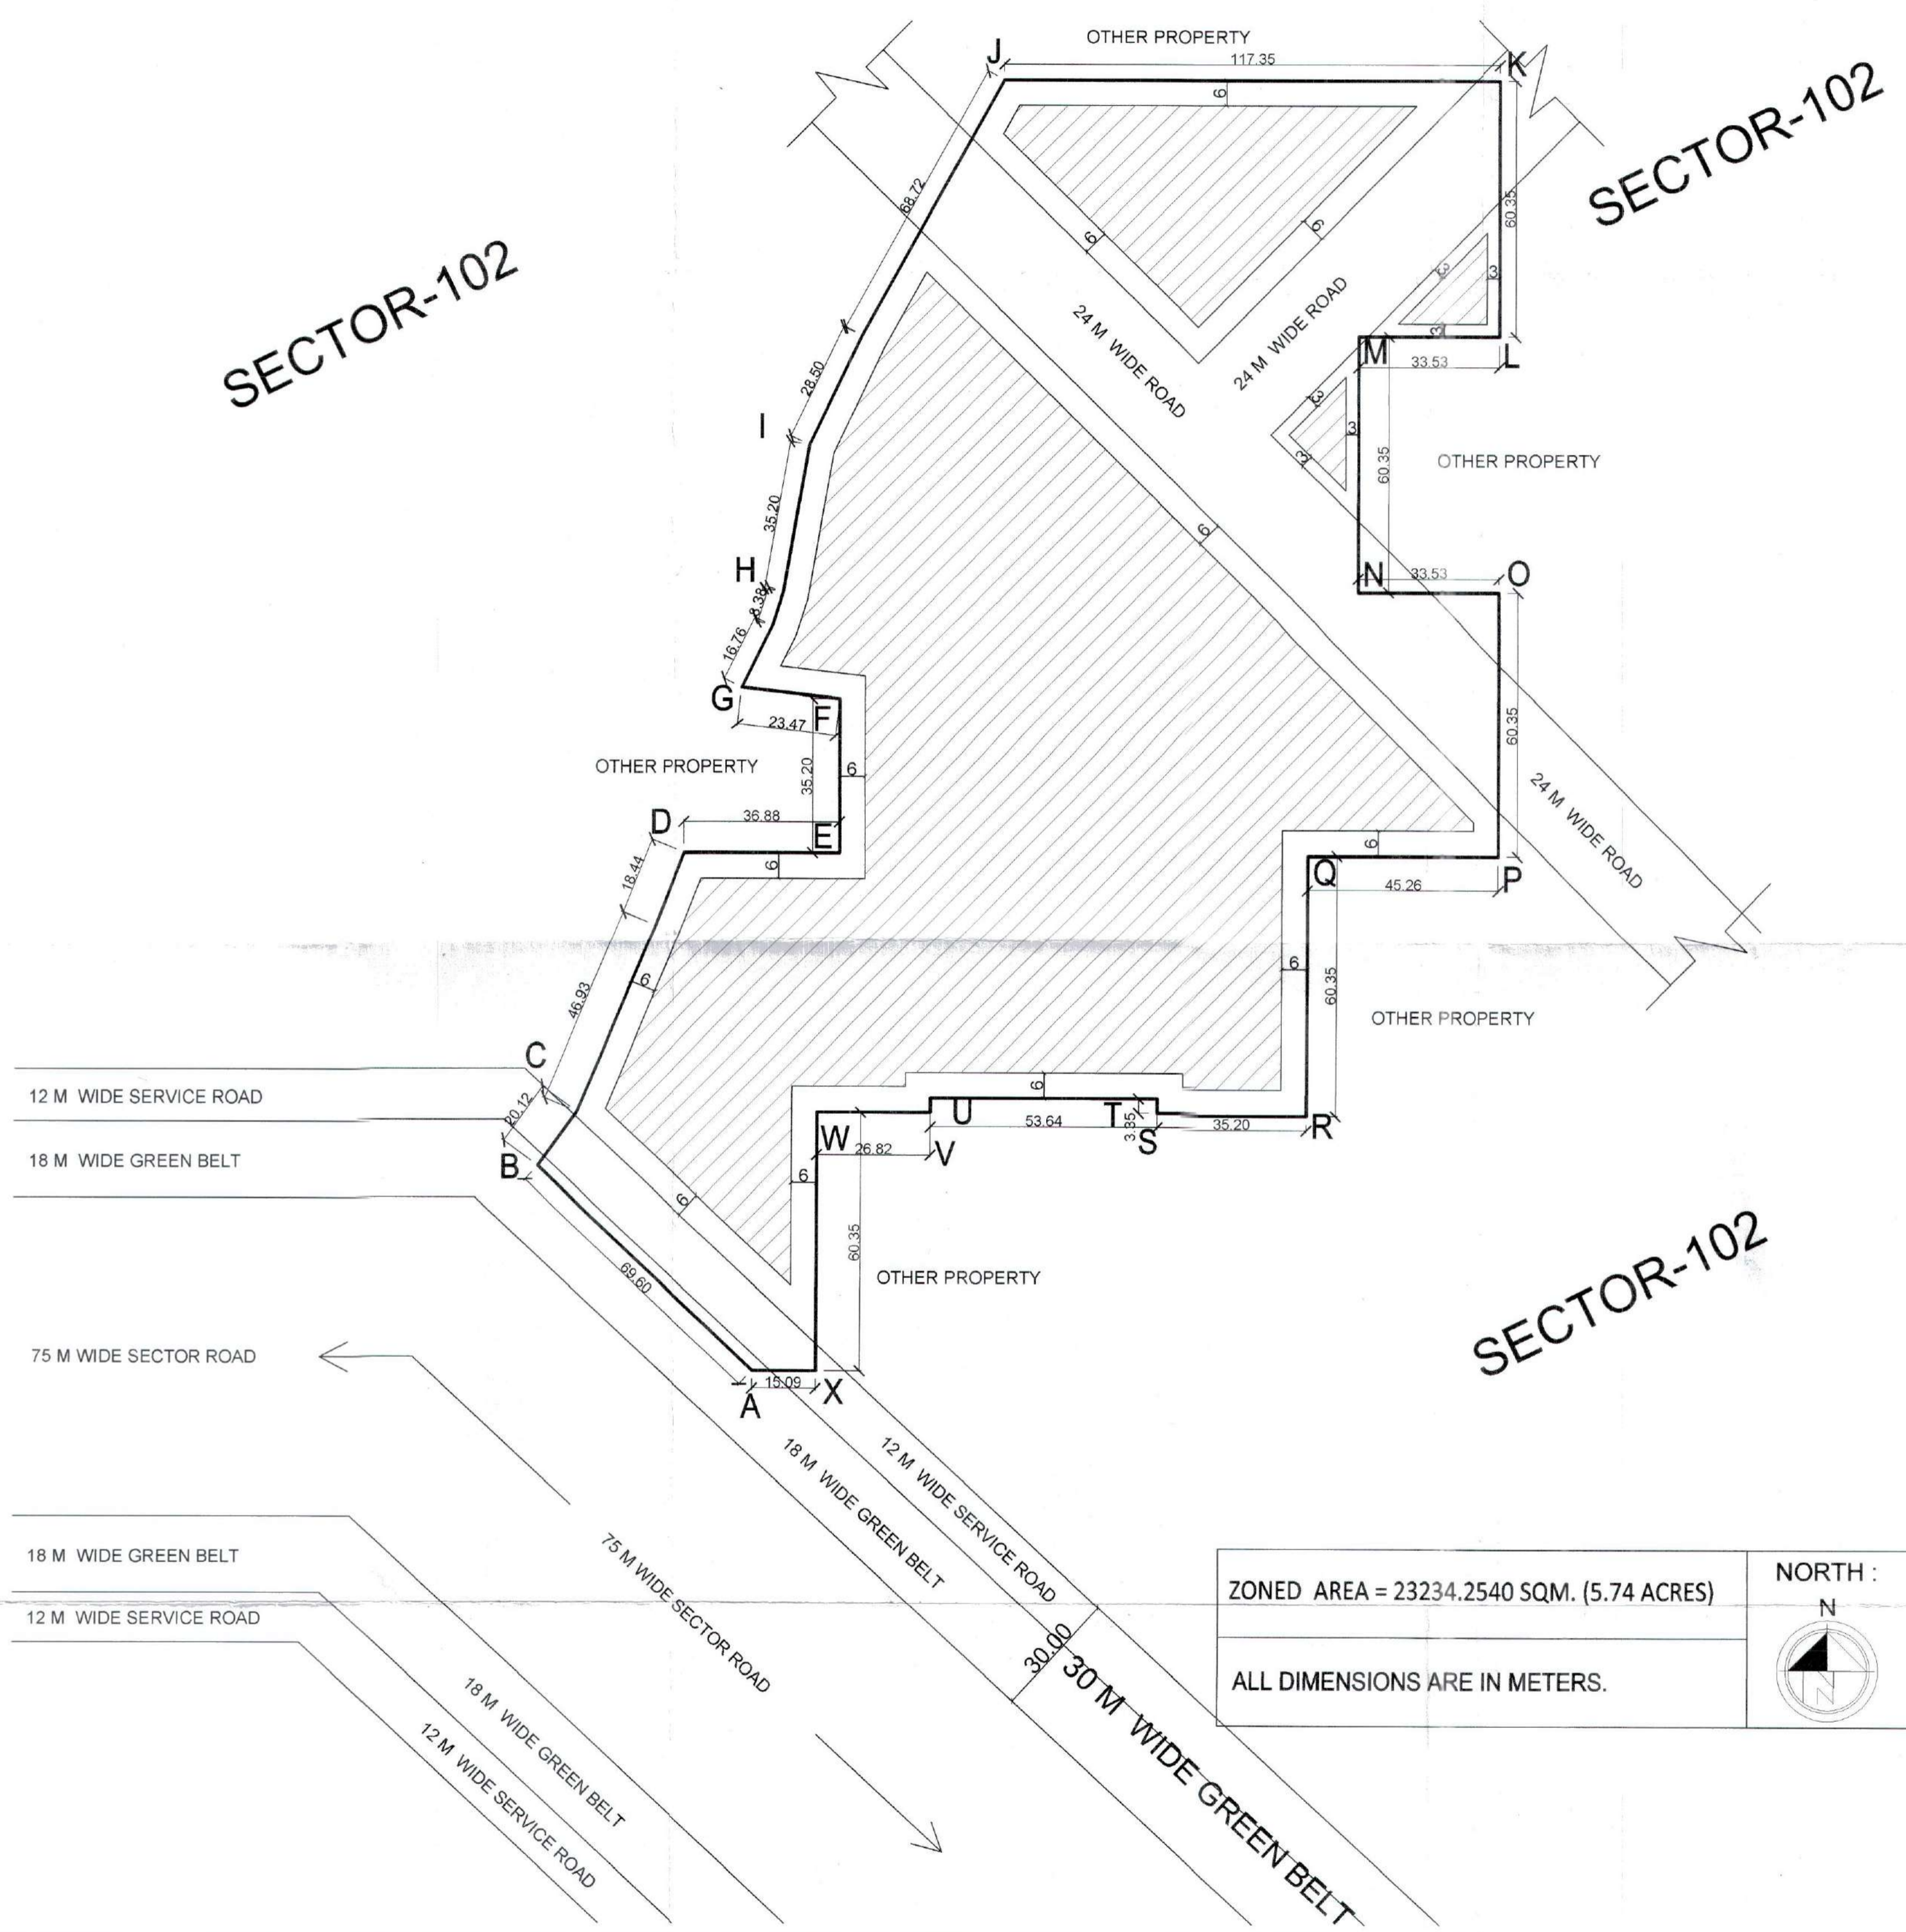 OTHER PROPERTY
J
117.35
K
6
SECTOR-102
68.72
60.35
SECTOR-102
6
6
3
3
24 M WIDE ROAD
24 M WIDE ROAD
3
M
33.53
L
28.50
I
3
3
3
60.35
OTHER PROPERTY
35.20
6
H
8.38
N
33.53
O
16.76
G
F
23.47
60.35
OTHER PROPERTY
35.20
6
24 M WIDE ROAD
D
36.88
E
6
6
18.44
Q
45.26
P
6
46.93
6
60.35
OTHER PROPERTY
C
12 M WIDE SERVICE ROAD
20.12
6
U
53.64
T
3.35
S
35.20
R
W
26.82
V
18 M WIDE GREEN BELT
B
6
6
60.35
69.60
OTHER PROPERTY
SECTOR-102
75 M WIDE SECTOR ROAD
15.09
A
X
18 M WIDE GREEN BELT
12 M WIDE SERVICE ROAD
18 M WIDE GREEN BELT
12 M WIDE SERVICE ROAD
75 M WIDE SECTOR ROAD
30.00
30 M WIDE GREEN BELT
18 M WIDE GREEN BELT
12 M WIDE SERVICE ROAD
ZONED AREA = 23234.2540 SQM. (5.74 ACRES)
ALL DIMENSIONS ARE IN METERS.
NORTH :
N
N